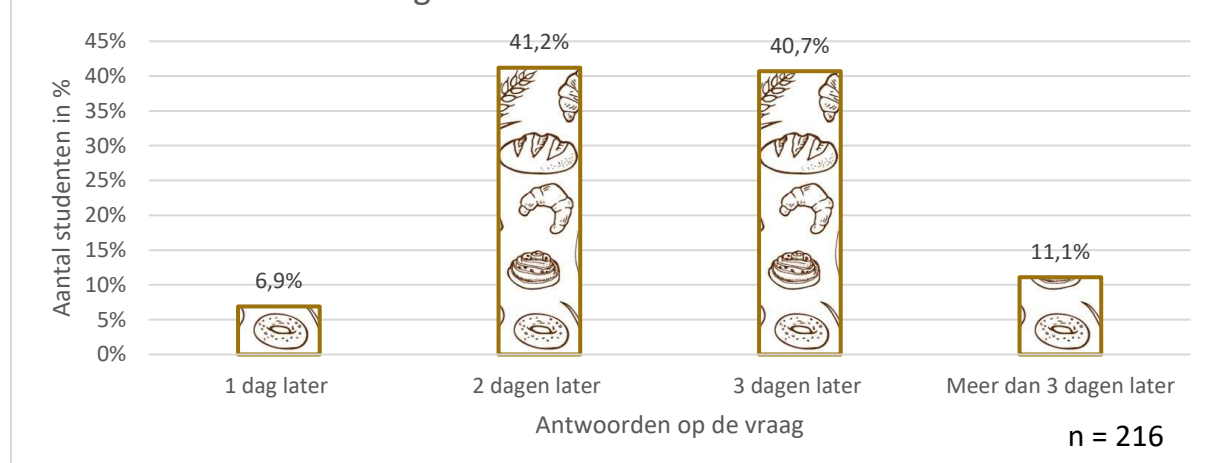 45%
40%
35%
30%
25%
20%
15%
10%
5%
0%
Aantal studenten in %
6,9%
41,2%
40,7%
11,1%
1 dag later
2 dagen later
3 dagen later
Meer dan 3 dagen later
Antwoorden op de vraag
n = 216